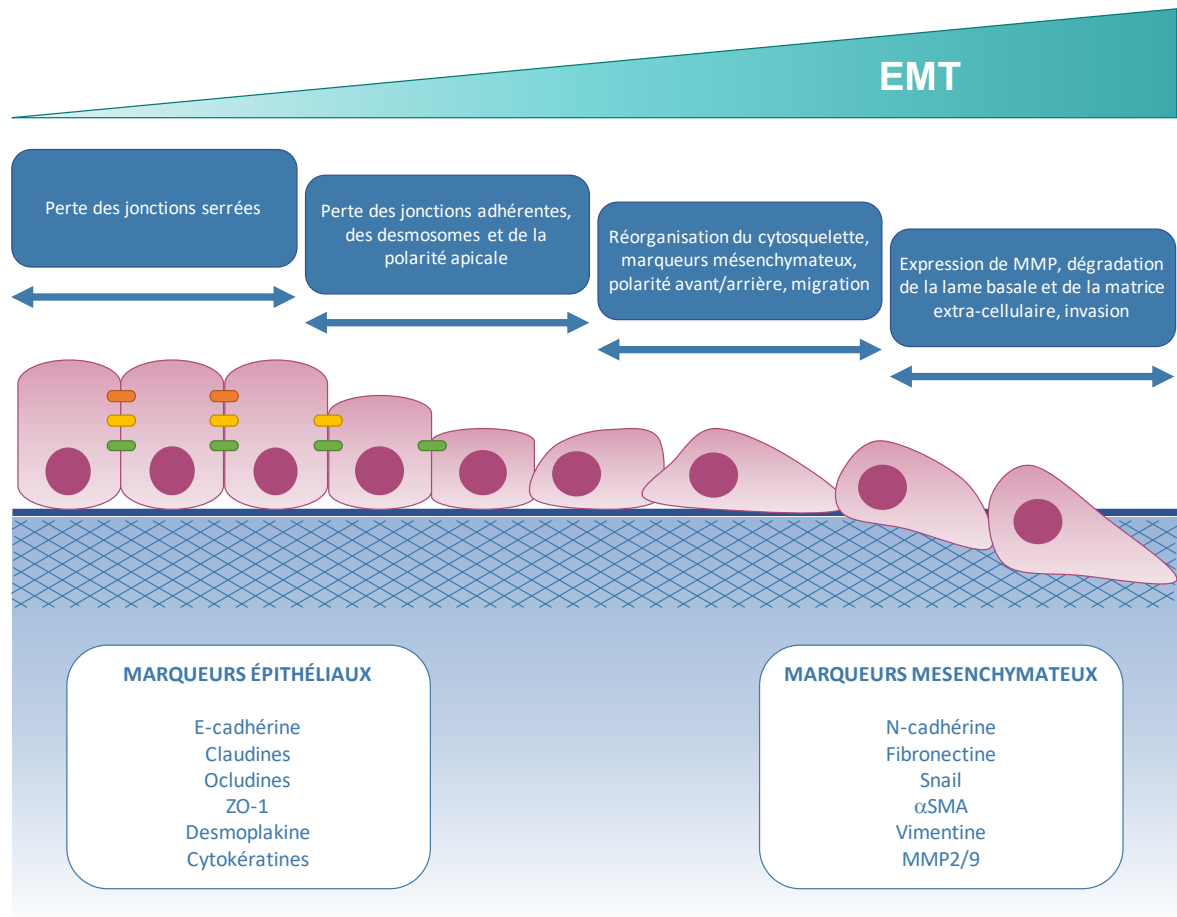 EMT
Perte des jonctions serrées
Perte des jonctions adhérentes,
des desmosomes et de la
polarité apicale
Réorganisation du cytosquelette,
marqueurs mésenchymateux,
polarité avant/arrière, migration
Expression de MMP, dégradation
de la lame basale et de la matrice
extra-cellulaire, invasion
MARQUEURS ÉPITHÉLIAUX
E-cadhérine
Claudines
Ocludines
ZO-1
Desmoplakine
Cytokératines
MARQUEURS MESENCHYMATEUX
N-cadhérine
Fibronectine
Snail
αSMA
Vimentine
MMP2/9